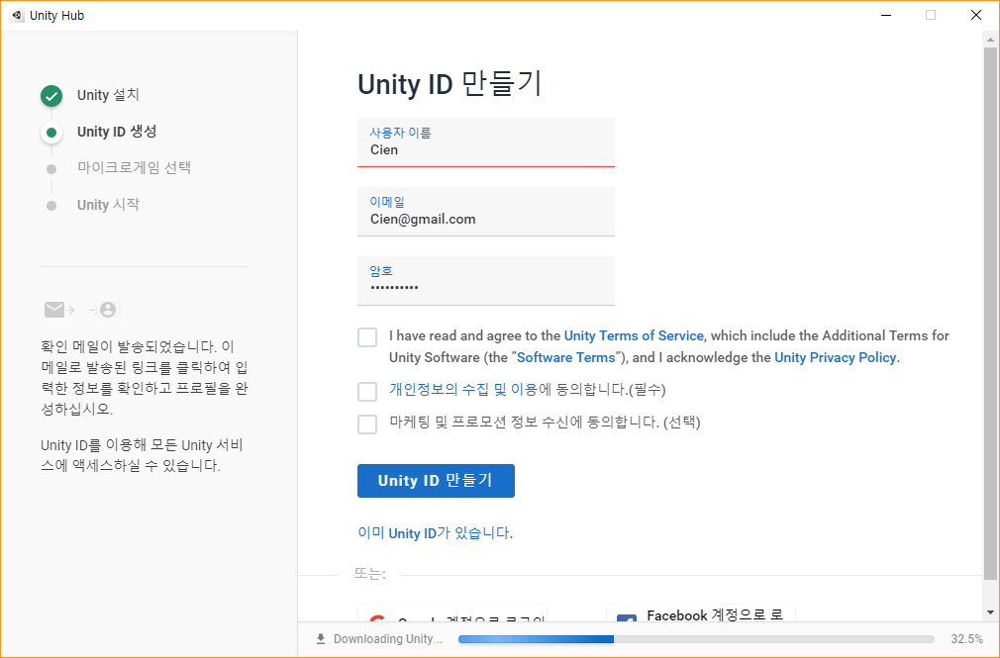 Unity Hub
Unity 설치
Unity ID 생성
마이크로게임 선택
Unity 시작
확인 메일이 발송되었습니다. 이
메일로 발송된 링크를 클릭하여 입
력한 정보를 확인하고 프로필을 완
성하십시오.
Unity ID를 이용해 모든 Unity 서비
스에 액세스하실 수 있습니다.
Unity ID 만들기
사용자 이름
Cien
이메일
Cien@gmail.com
암호
••••••••••
I have read and agree to the Unity Terms of Service, which include the Additional Terms for
Unity Software (the "Software Terms"), and I acknowledge the Unity Privacy Policy.
개인정보의 수집 및 이용에 동의합니다.(필수)
마케팅 및 프로모션 정보 수신에 동의합니다. (선택)
Unity ID 만들기
이미 Unity ID가 있습니다.
또는:
Google 계정으로 로그인
Facebook 계정으로 로
Downloading Unity...
32.5%